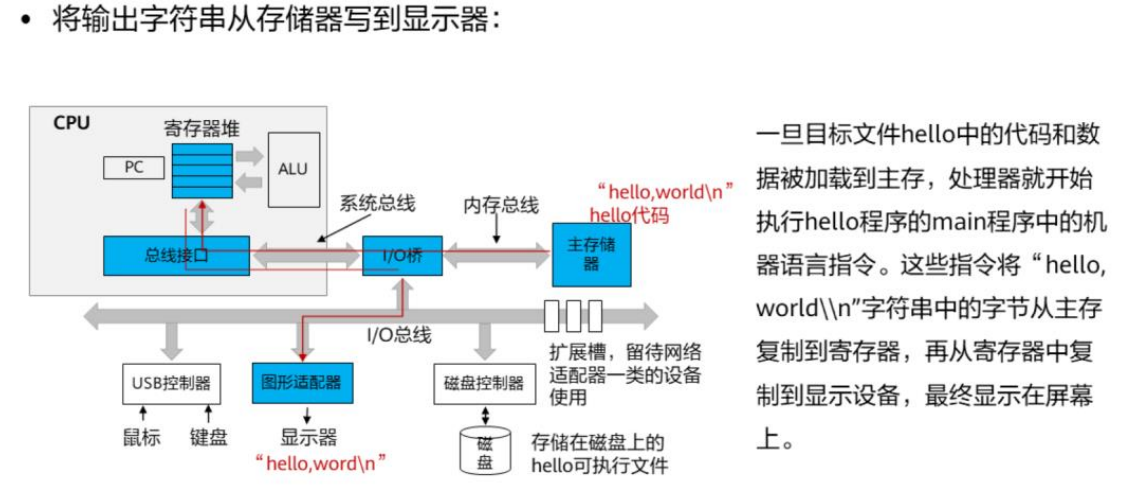 • 将输出字符串从存储器写到显示器：
CPU
寄存器堆
PC
ALU
系统总线
内存总线
“hello,world\n”
hello代码
总线接口
I/O桥
主存储
器
I/O总线
扩展槽，留待网络
适配器一类的设备
使用
USB控制器
图形适配器
磁盘控制器
鼠标
键盘
显示器
“hello,word\n”
磁
盘
存储在磁盘上的
hello可执行文件
一旦目标文件hello中的代码和数
据被加载到主存，处理器就开始
执行hello程序的main程序中的机
器语言指令。这些指令将“hello,
world\\n”字符串中的字节从主存
复制到寄存器，再从寄存器中复
制到显示设备，最终显示在屏幕
上。